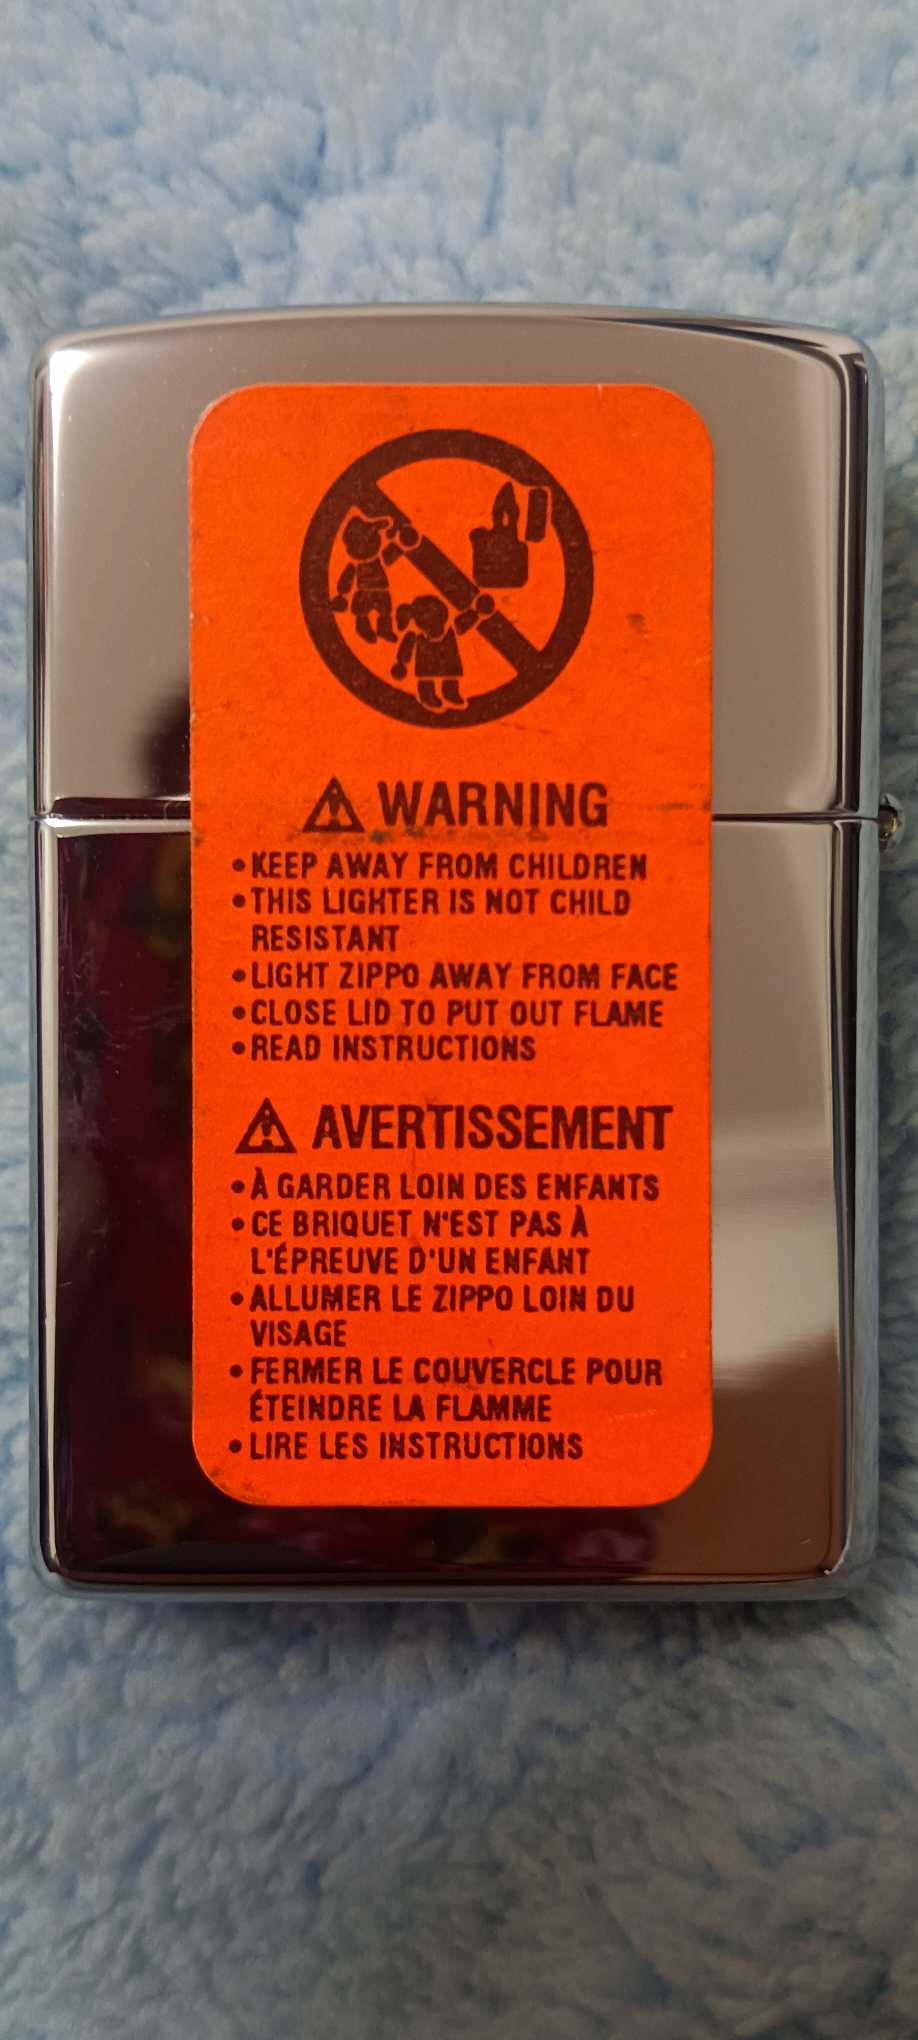 WARNING
•KEEP AWAY FROM CHILDREN
•THIS LIGHTER IS NOT CHILD
RESISTANT
•LIGHT ZIPPO AWAY FROM FACE
•CLOSE LID TO PUT OUT FLAME
•READ INSTRUCTIONS
AVERTISSEMENT
•À GARDER LOIN DES ENFANTS
•CE BRIQUET N'EST PAS À
L'ÉPREUVE D'UN ENFANT
•ALLUMER LE ZIPPO LOIN DU
VISAGE
•FERMER LE COUVERCLE POUR
ÉTEINDRE LA FLAMME
•LIRE LES INSTRUCTIONS